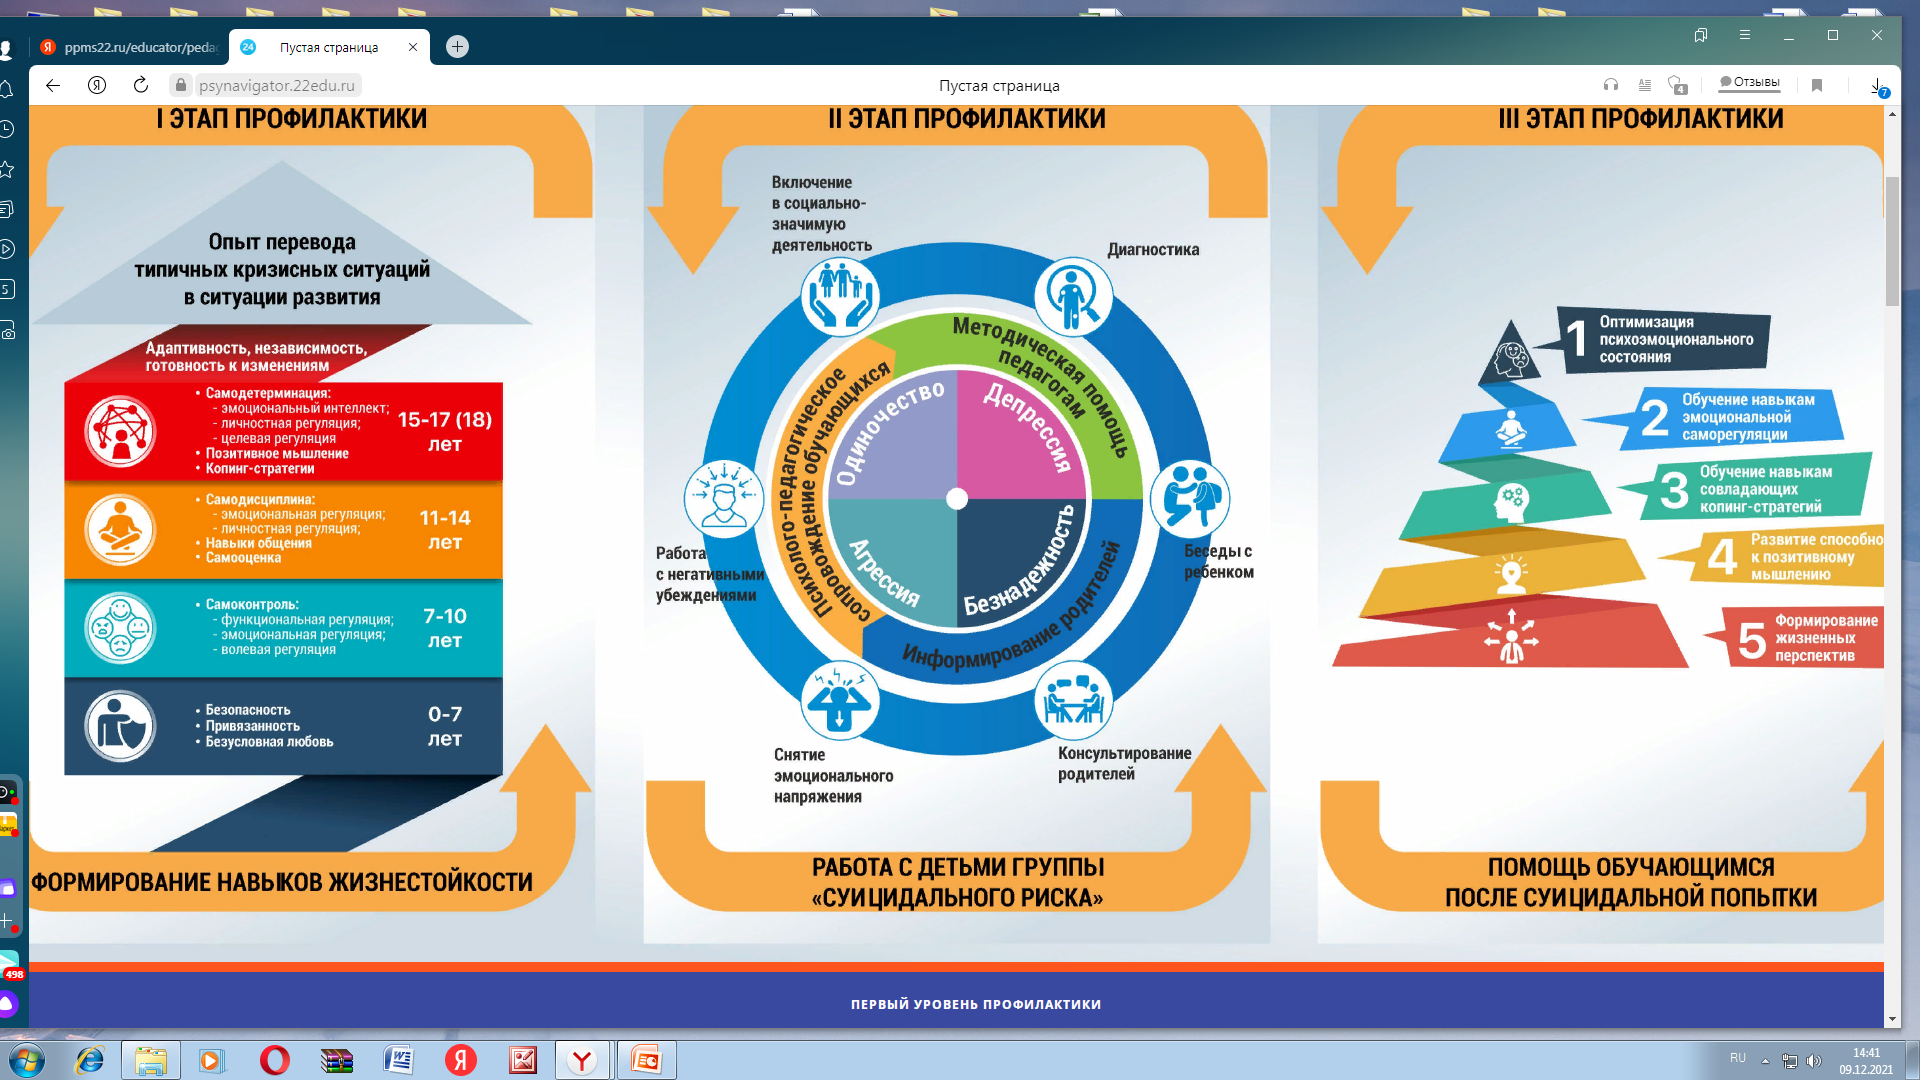 ppms22.ru/educator/peda
24
Пустая страница
psynavigator.22edu.ru
Пустая страница
Отзывы
4
7
I ЭТАП ПРОФИЛАКТИКИ
Опыт перевода
типичных кризисных ситуаций
в ситуации развития
Адаптивность, независимость,
готовность к изменениям
• Самодетерминация:
- эмоциональный интеллект;
- личностная регуляция;
- целевая регуляция
• Позитивное мышление
• Копинг-стратегии
15-17 (18)
лет
• Самодисциплина:
- эмоциональная регуляция;
- личностная регуляция;
• Навыки общения
• Самооценка
11-14
лет
• Самоконтроль:
- функциональная регуляция;
- эмоциональная регуляция;
- волевая регуляция
7-10
лет
• Безопасность
• Привязанность
• Безусловная любовь
0-7
лет
ФОРМИРОВАНИЕ НАВЫКОВ ЖИЗНЕСТОЙКОСТИ
II ЭТАП ПРОФИЛАКТИКИ
Включение
в социально-
значимую
деятельность
Диагностика
Методическая помощь
педагогам
Психолого-педагогическое
сопровождение обучающихся
Одиночество
Депрессия
Агрессия
Безнадежность
Информирование родителей
Работа
с негативными
убеждениями
Беседы с
ребенком
Снятие
эмоционального
напряжения
Консультирование
родителей
РАБОТА С ДЕТЬМИ ГРУППЫ
«СУИЦИДАЛЬНОГО РИСКА»
III ЭТАП ПРОФИЛАКТИКИ
1
Оптимизация
психоэмоционального
состояния
2
Обучение навыкам
эмоциональной
саморегуляции
3
Обучение навыкам
совладающих
копинг-стратегий
4
Развитие способно
к позитивному
мышлению
5
Формирование
жизненных
перспектив
ПОМОЩЬ ОБУЧАЮЩИМСЯ
ПОСЛЕ СУИЦИДАЛЬНОЙ ПОПЫТКИ
ПЕРВЫЙ УРОВЕНЬ ПРОФИЛАКТИКИ
5
498
RU
14:41
09.12.2021